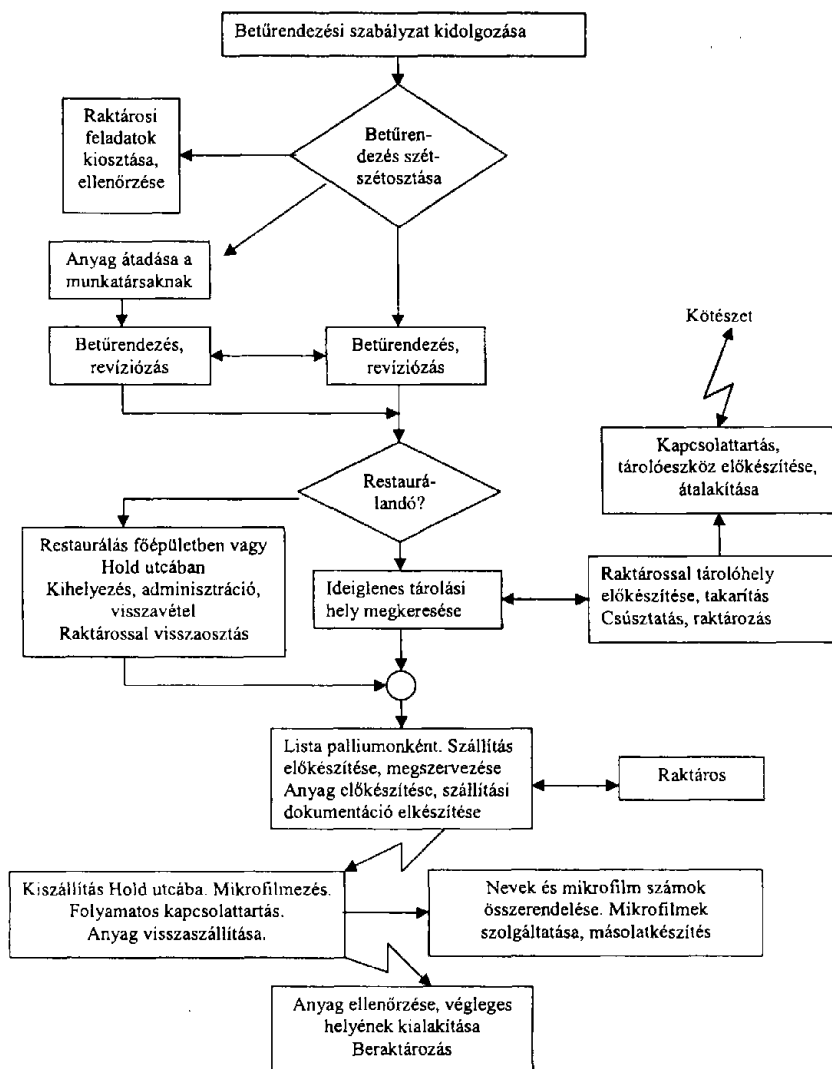 Betűrendezési szabályzat kidolgozása
Raktárosi
feladatok
kiosztása,
ellenőrzése
Betűren-
dezés szét-
szétosztása
Anyag átadása a
munkatársaknak
Betűrendezés,
revíziózás
Betűrendezés,
revíziózás
Kötészet
Kapcsolattartás,
tárolóeszköz előkészítése,
átalakítása
Restaurá-
landó?
Restaurálás főépületben vagy
Hold utcában
Kihelyezés, adminisztráció,
visszavétel
Raktárossal visszaosztás
Ideiglenes tárolási
hely megkeresése
Raktárossal tárolóhely
előkészítése, takarítás
Csúsztatás, raktározás
Lista palliumonként. Szállítás
előkészítése, megszervezése
Anyag előkészítése, szállítási
dokumentáció elkészítése
Raktáros
Kiszállítás Hold utcába. Mikrofilmezés.
Folyamatos kapcsolattartás.
Anyag visszaszállítása.
Nevek és mikrofilm számok
összerendelése. Mikrofilmek
szolgáltatása, másolatkészítés
Anyag ellenőrzése, végleges
helyének kialakítása
Beraktározás